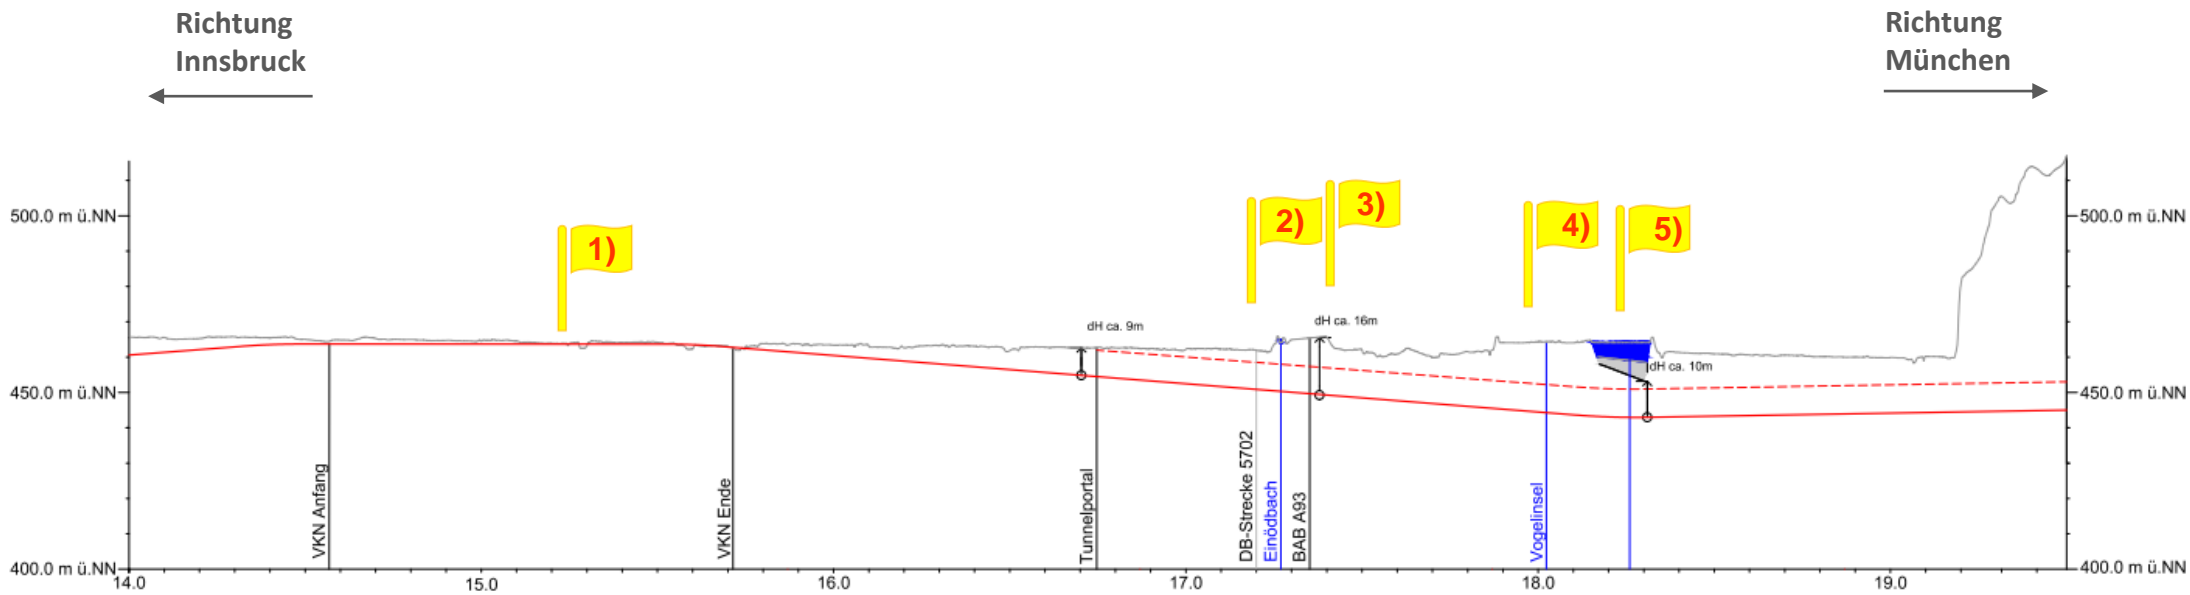 Richtung
Innsbruck
Richtung
München
500.0 m ü.NN
450.0 m ü.NN
400.0 m ü.NN
500.0 m ü.NN
450.0 m ü.NN
400.0 m ü.NN
1)
2)
3)
4)
5)
dH ca. 9m
dH ca. 16m
dH ca. 10m
VKN Anfang
VKN Ende
Tunnelportal
DB-Strecke 5702
Einödbach
BAB A93
Vogelinsel
14.0
15.0
16.0
17.0
18.0
19.0